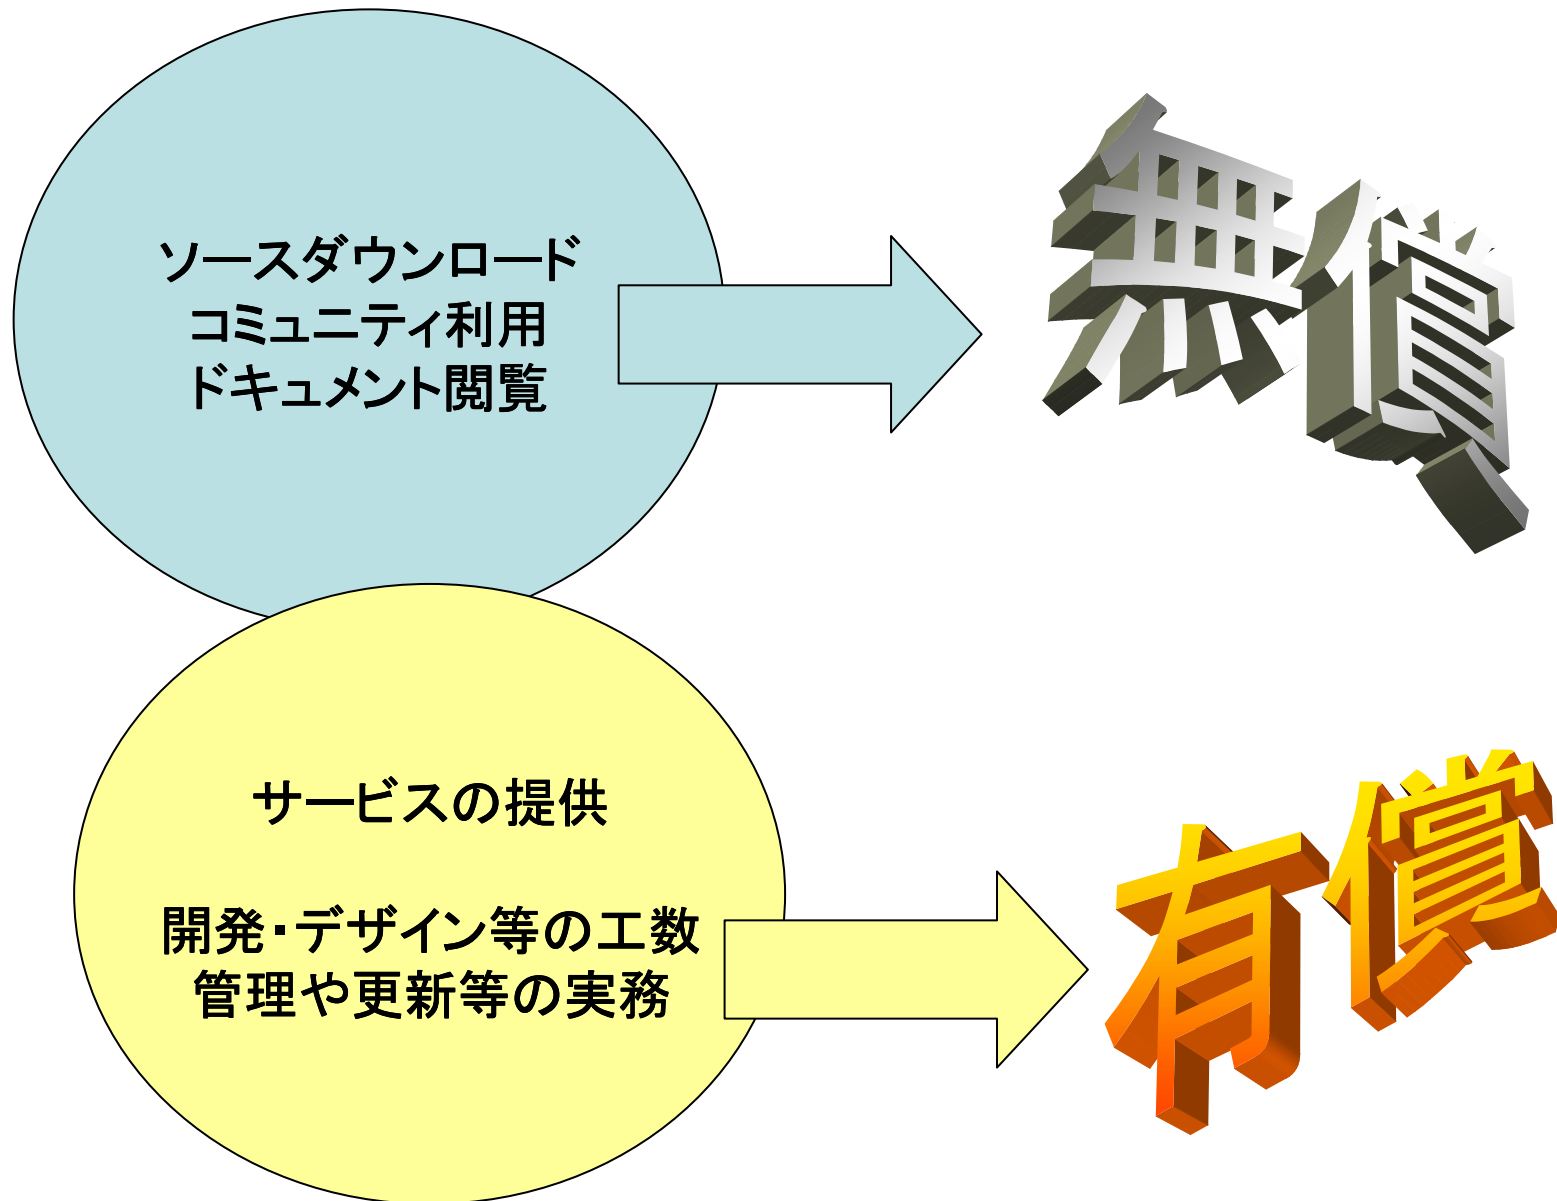 ソースダウンロード
コミュニティ利用
ドキュメント閲覧
無償
サービスの提供
開発・デザイン等の工数
管理や更新等の実務
有償